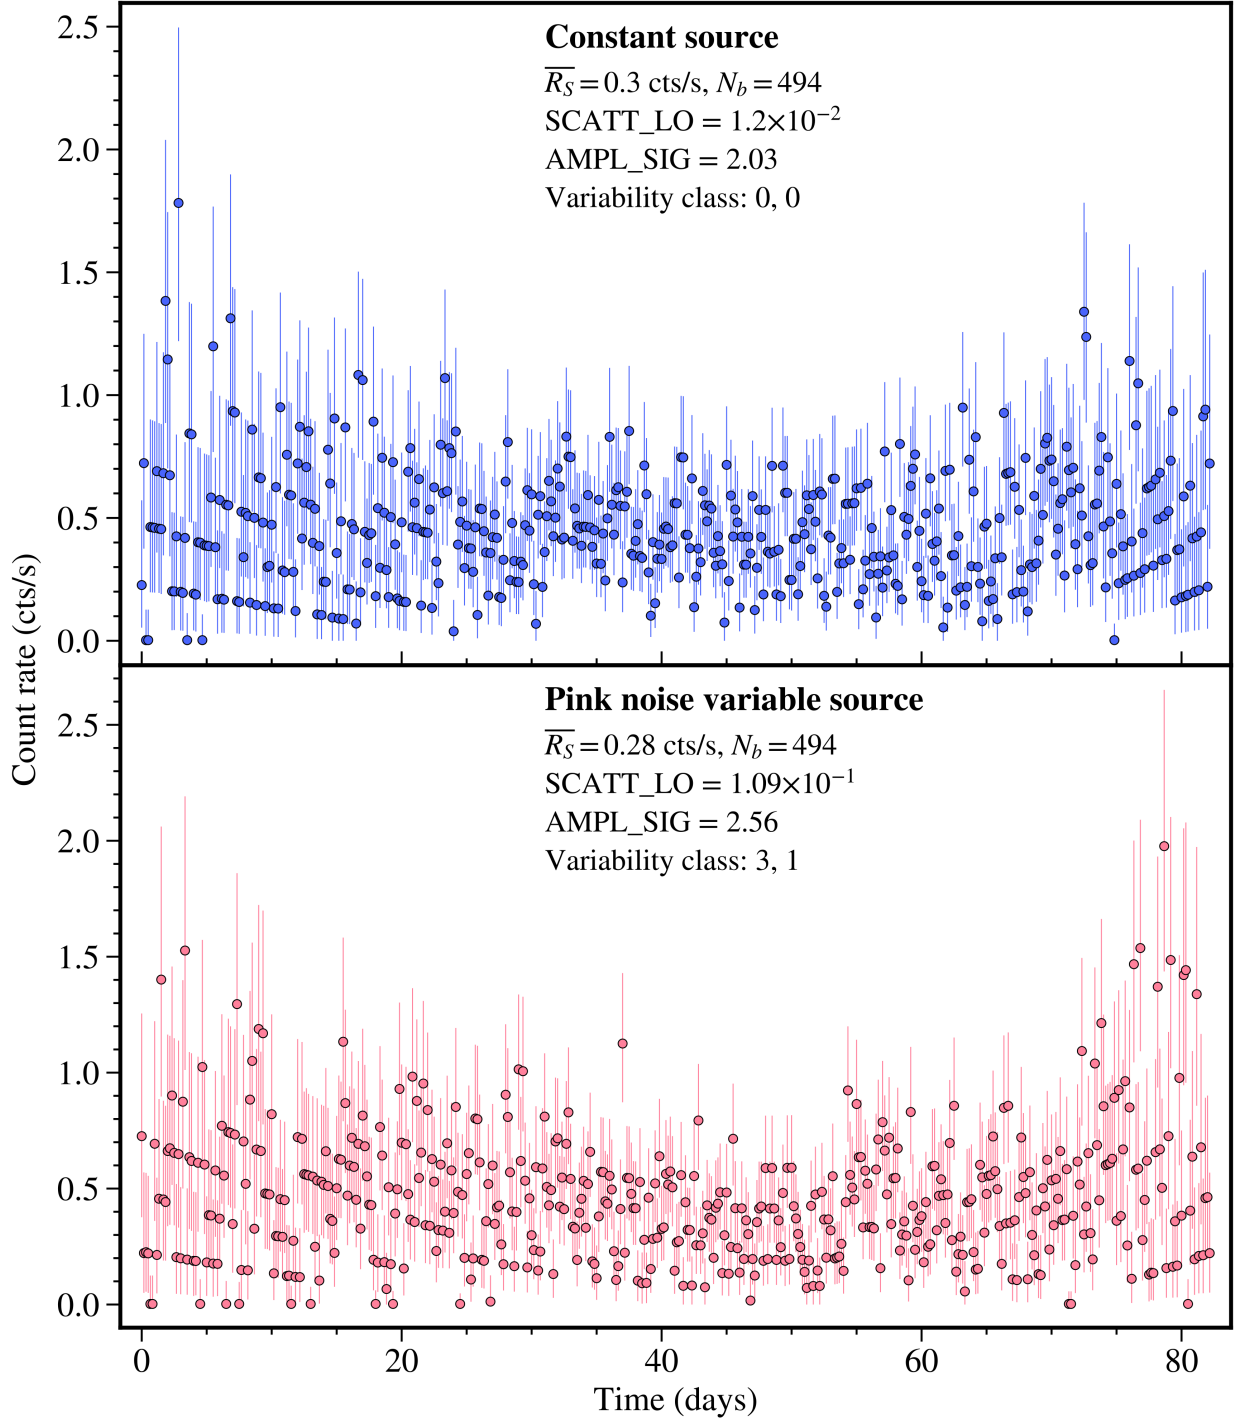 Constant source
R_S = 0.3 cts/s, N_b = 494
SCATT_LO = 1.2×10⁻²
AMPL_SIG = 2.03
Variability class: 0, 0
2.5
2.0
1.5
1.0
0.5
0.0
Pink noise variable source
R_S = 0.28 cts/s, N_b = 494
SCATT_LO = 1.09×10⁻¹
AMPL_SIG = 2.56
Variability class: 3, 1
2.5
2.0
1.5
1.0
0.5
0.0
Count rate (cts/s)
0 20 40 60 80
Time (days)